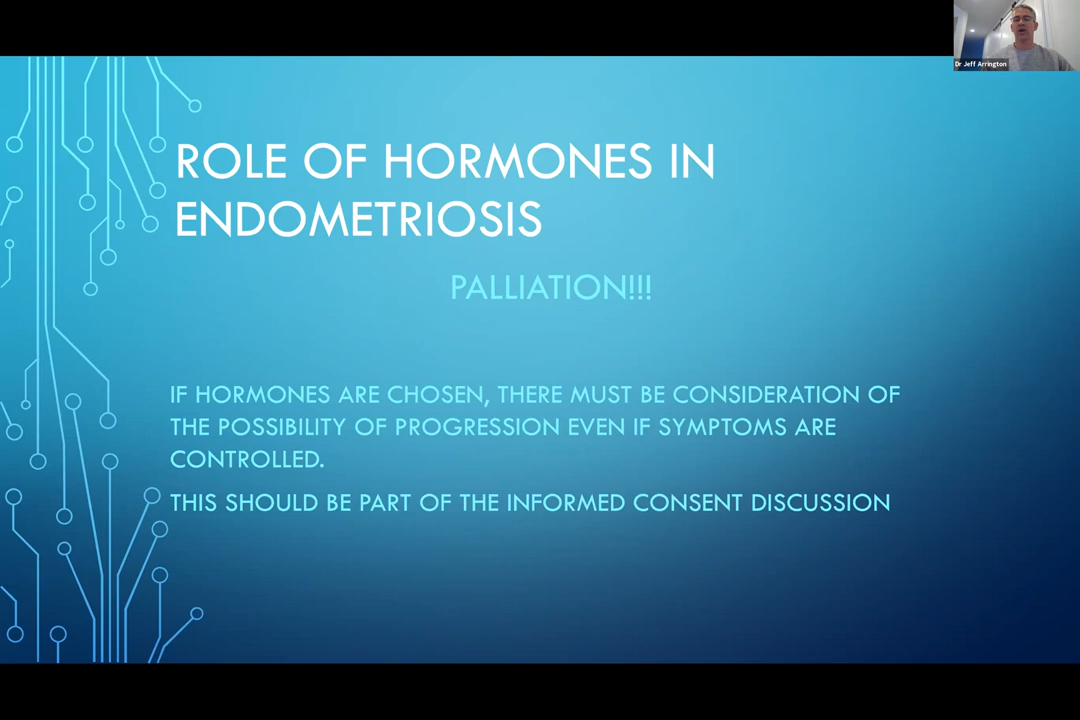 Dr Jeff Arrington
ROLE OF HORMONES IN
ENDOMETRIOSIS
PALLIATION!!!
IF HORMONES ARE CHOSEN, THERE MUST BE CONSIDERATION OF
THE POSSIBILITY OF PROGRESSION EVEN IF SYMPTOMS ARE
CONTROLLED.
THIS SHOULD BE PART OF THE INFORMED CONSENT DISCUSSION